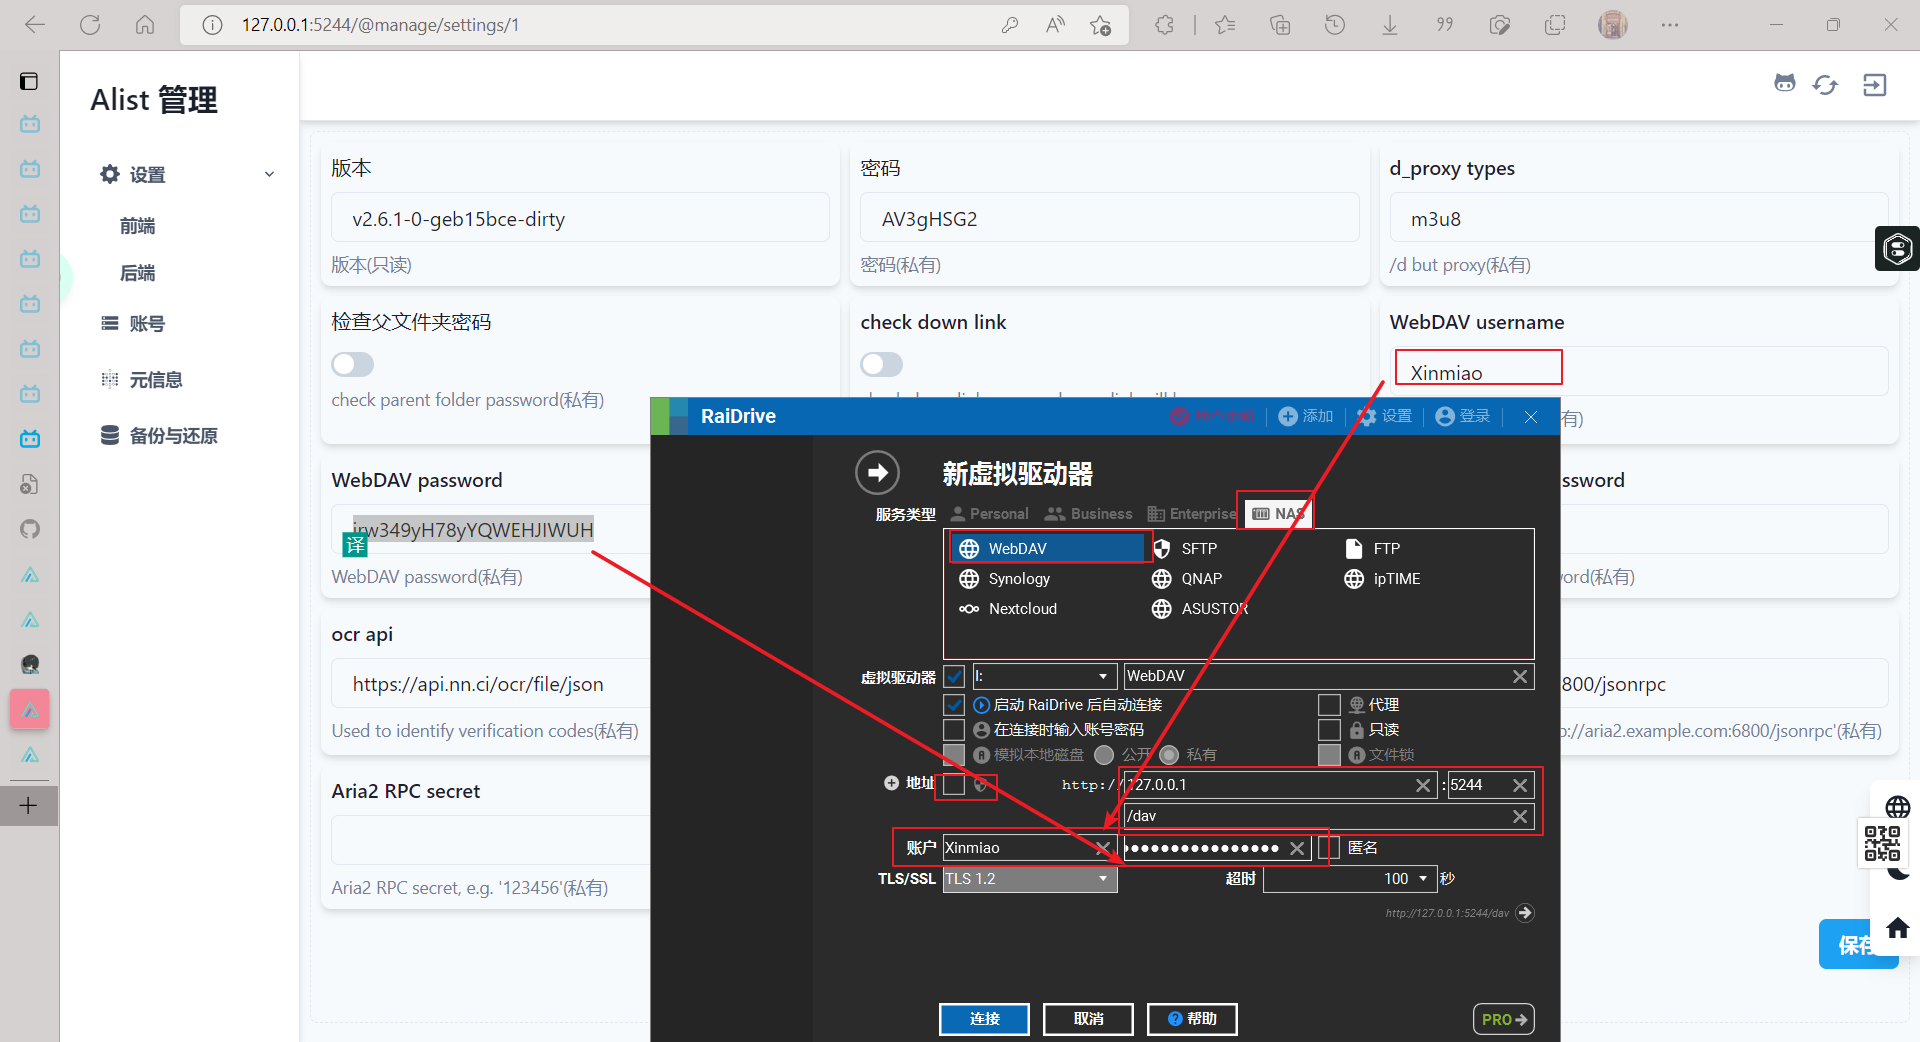 127.0.0.1:5244/@manage/settings/1
Alist 管理
设置
前端
后端
账号
元信息
备份与还原
版本
v2.6.1-0-geb15bce-dirty
版本(只读)
密码
AV3gHSG2
密码(私有)
d_proxy types
m3u8
/d but proxy(私有)
检查父文件夹密码
check parent folder password(私有)
check down link
WebDAV username
Xinmiao
有)
WebDAV password
irw349yH78yYQWEHJIWUH
译
WebDAV password(私有)
ssword
ord(私有)
ocr api
https://api.nn.ci/ocr/file/json
Used to identify verification codes(私有)
800/jsonrpc
p://aria2.example.com:6800/jsonrpc'(私有)
Aria2 RPC secret
Aria2 RPC secret, e.g. '123456'(私有)
保存
RaiDrive
添加
设置
登录
新虚拟驱动器
服务类型
Personal
Business
Enterprise
NAS
WebDAV
SFTP
FTP
Synology
QNAP
ipTIME
Nextcloud
ASUSTOR
虚拟驱动器
I:
WebDAV
启动 RaiDrive 后自动连接
代理
在连接时输入账号密码
只读
模拟本地磁盘
公开
私有
文件锁
地址
http://
127.0.0.1
:
5244
/dav
账户
Xinmiao
匿名
TLS/SSL
TLS 1.2
超时
100
秒
http://127.0.0.1:5244/dav
连接
取消
帮助
PRO